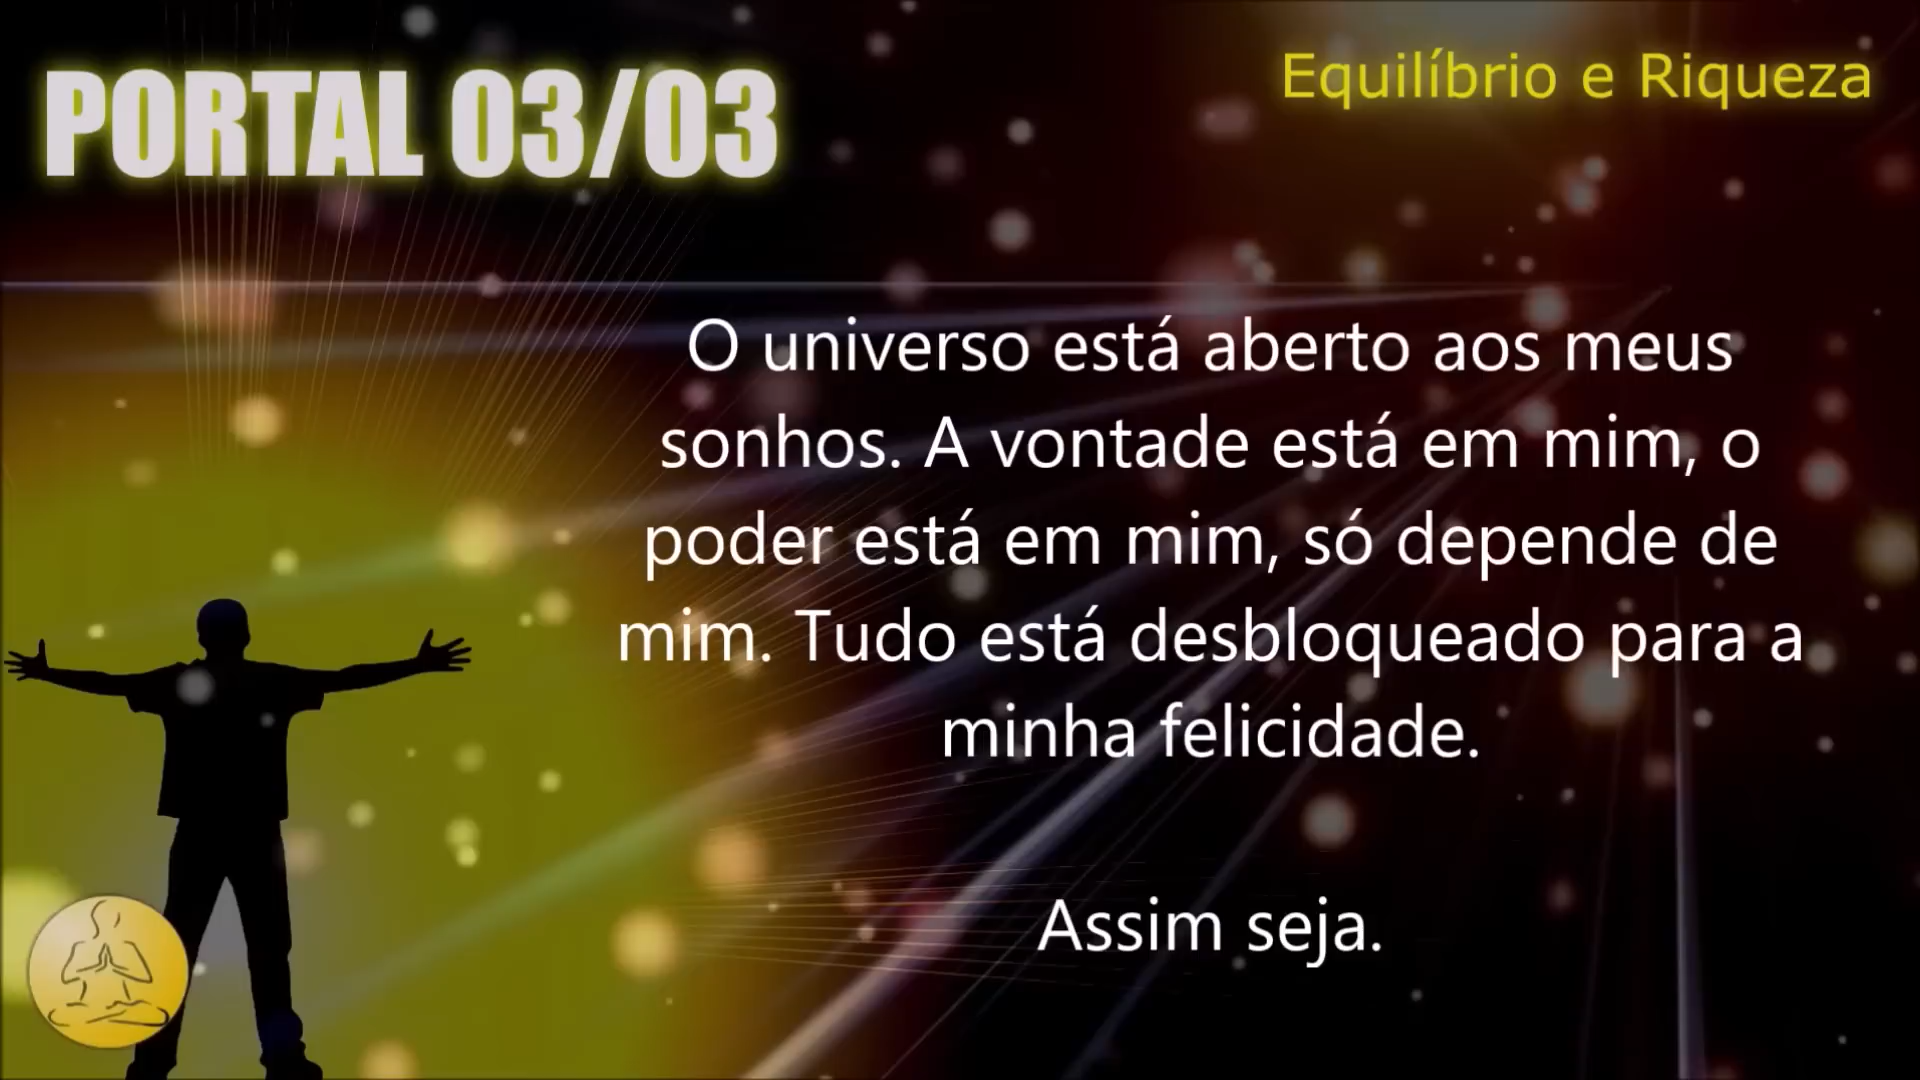 PORTAL 03/03
Equilíbrio e Riqueza
O universo está aberto aos meus
sonhos. A vontade está em mim, o
poder está em mim, só depende de
mim. Tudo está desbloqueado para a
minha felicidade.
Assim seja.